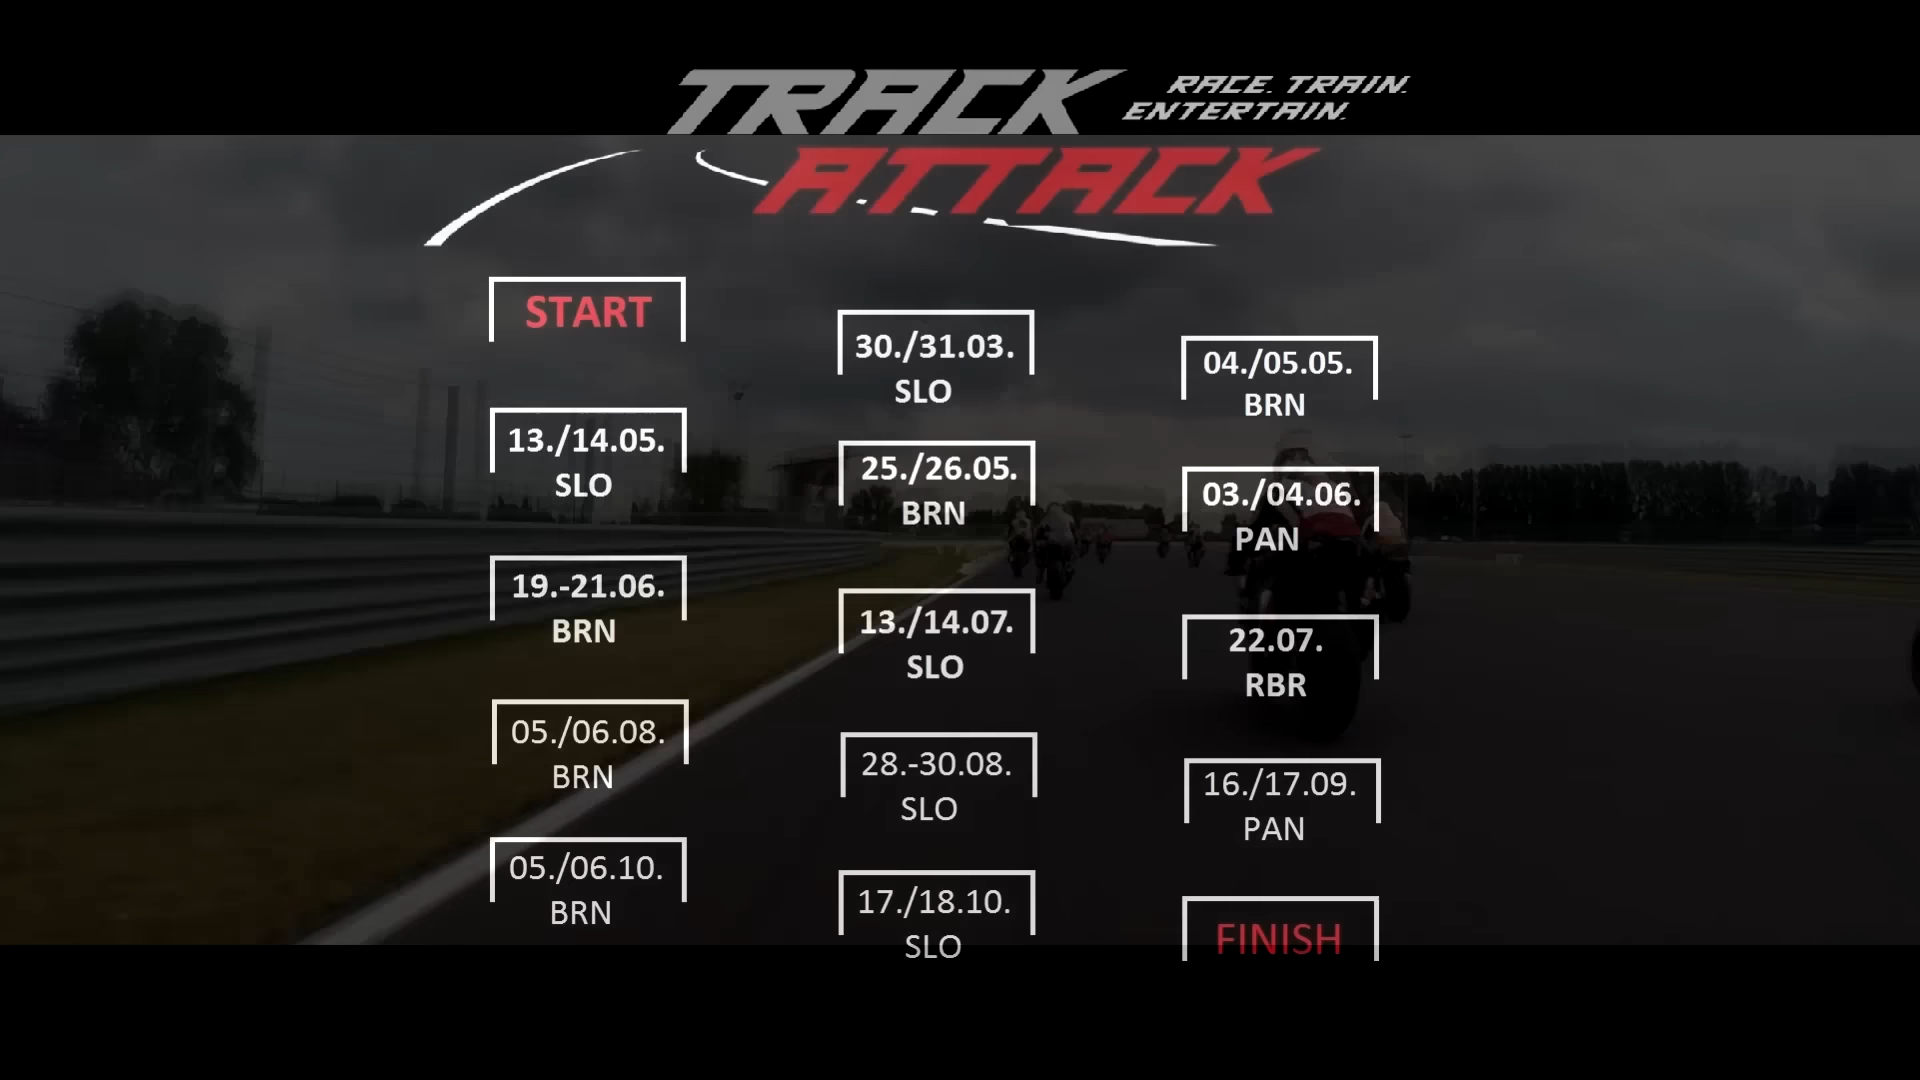 TRACK
RACE. TRAIN.
ENTERTAIN.
ATTACK
START
30./31.03.
SLO
04./05.05.
BRN
13./14.05.
SLO
25./26.05.
BRN
03./04.06.
PAN
19.-21.06.
BRN
13./14.07.
SLO
22.07.
RBR
05./06.08.
BRN
28.-30.08.
SLO
16./17.09.
PAN
05./06.10.
BRN
17./18.10.
SLO
FINISH